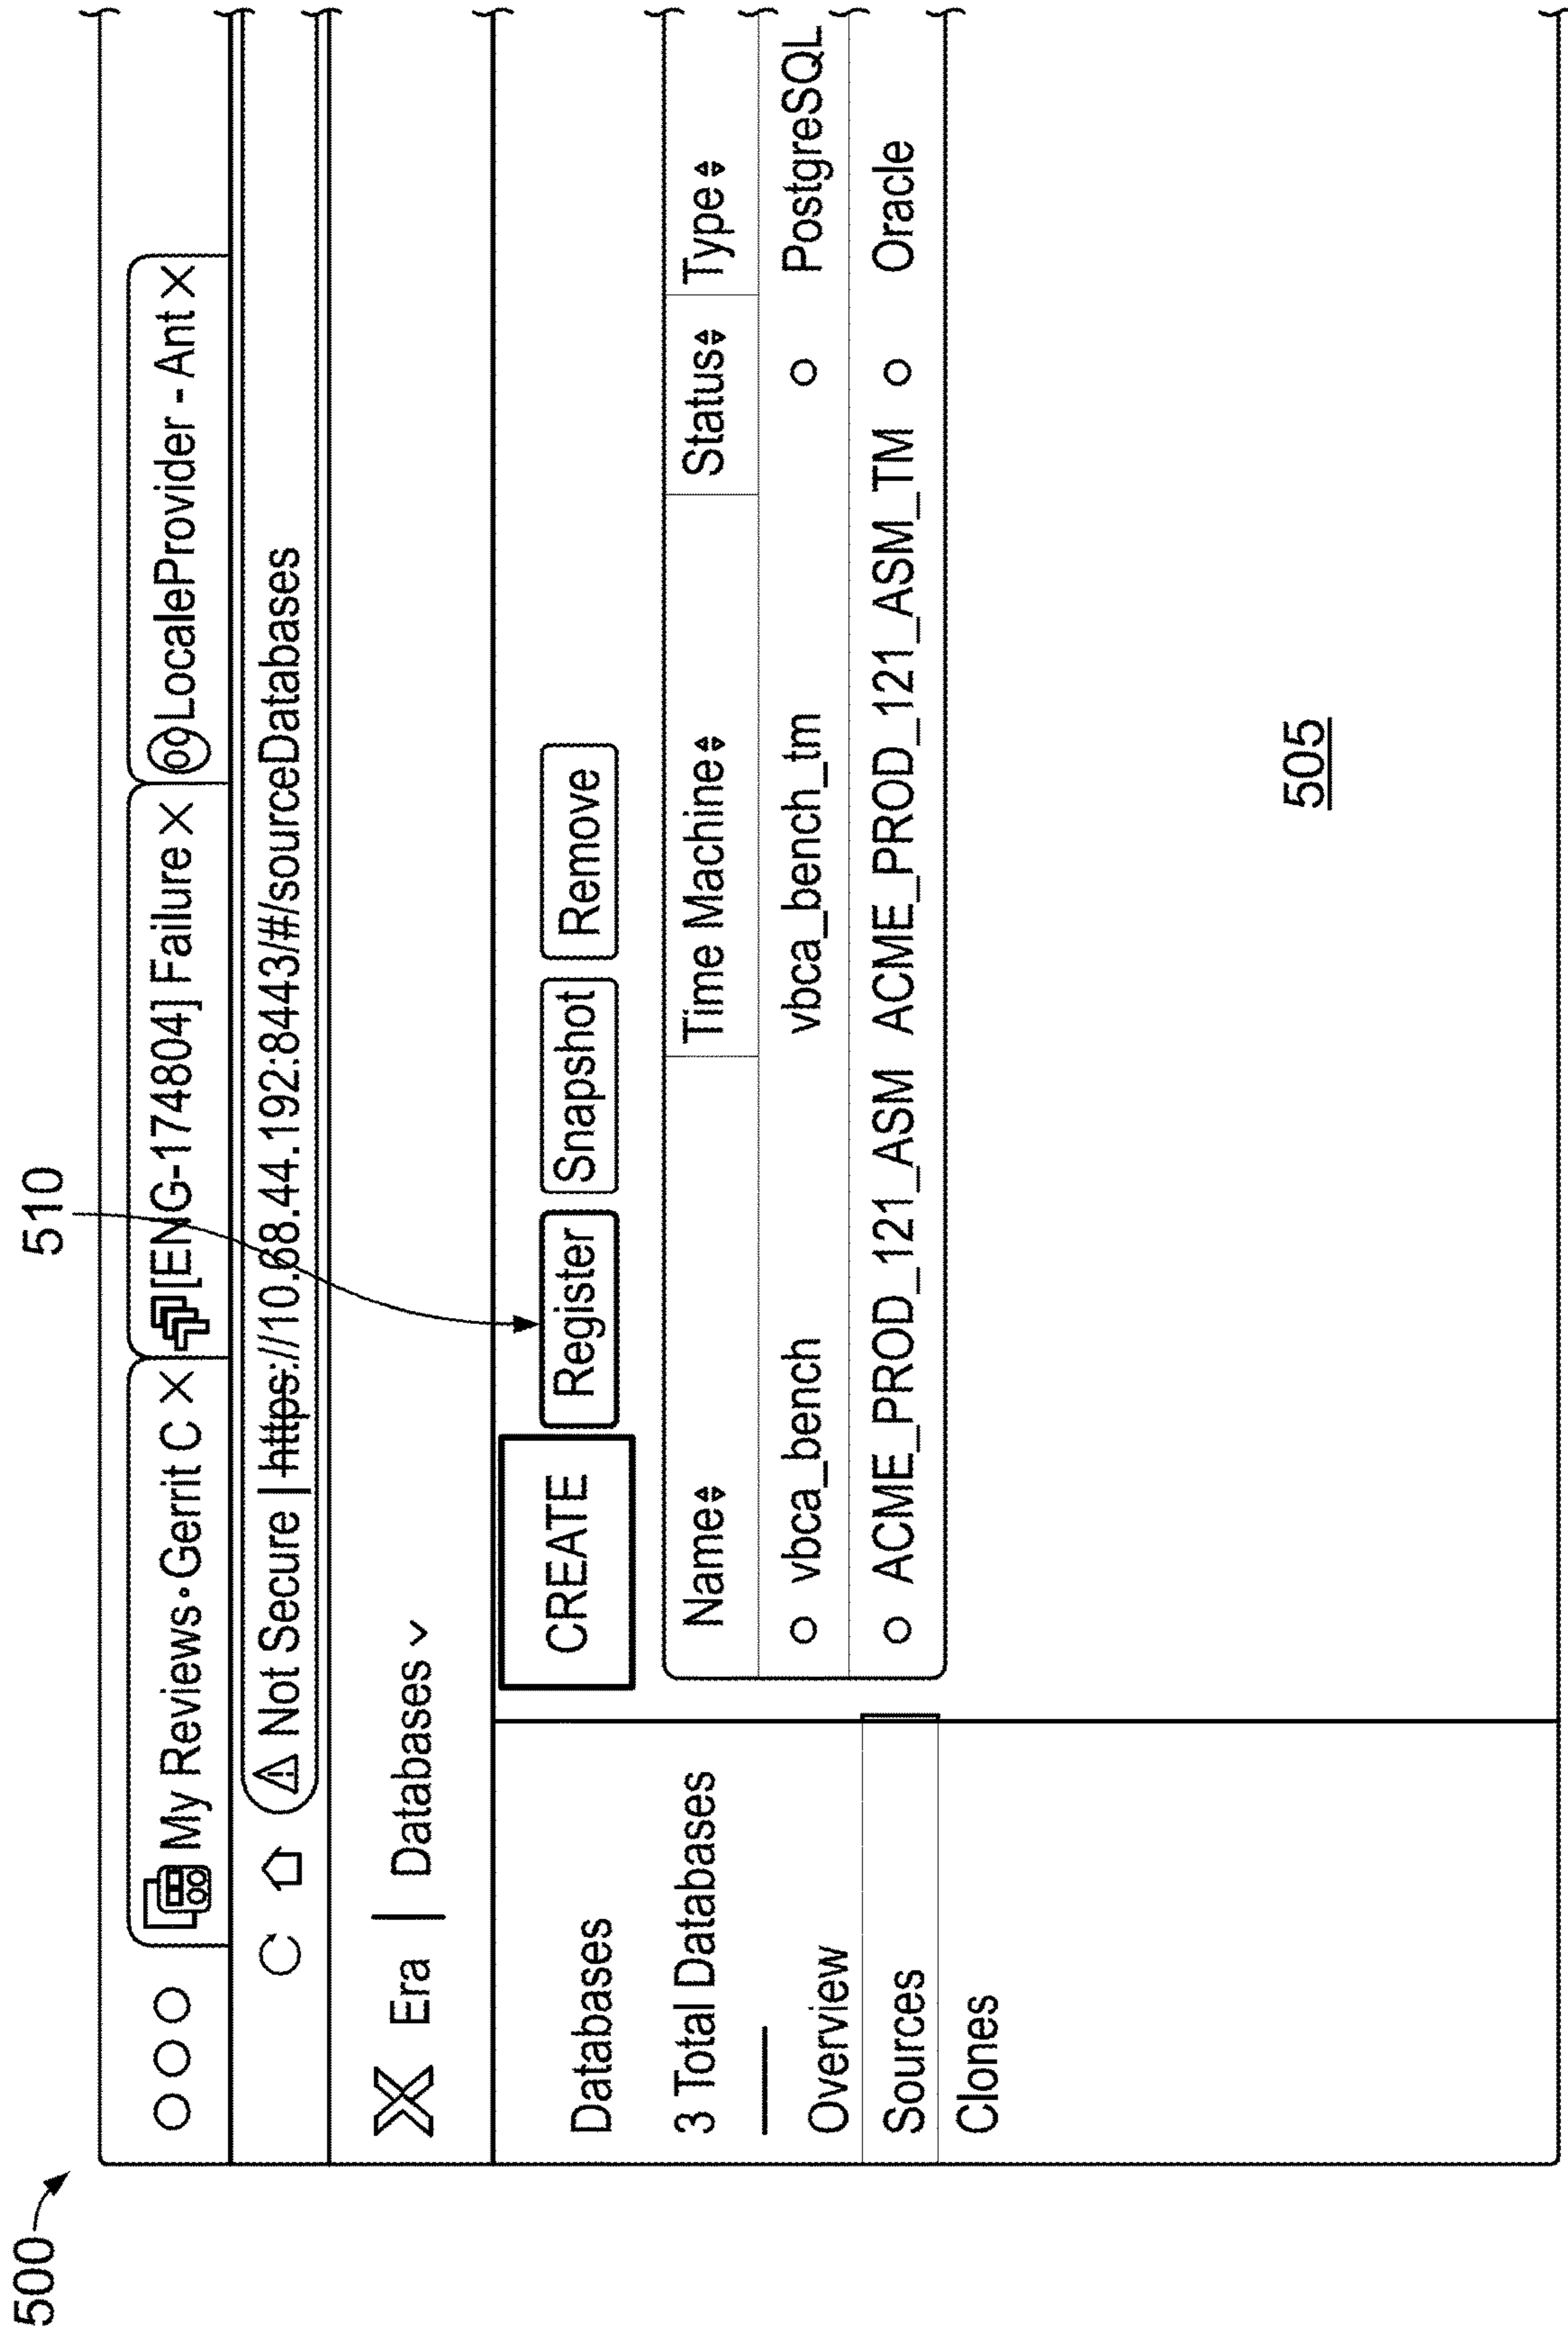 500
510
My Reviews•Gerrit C X
[ENG-174804] Failure X
LocaleProvider - Ant X
Not Secure | https://10.68.44.192:8443/#/sourceDatabases
Era | Databases
CREATE Register Snapshot Remove
Databases
3 Total Databases
Overview
Sources
Clones
Name Time Machine Status Type
vbca_bench vbca_bench_tm PostgreSQL
ACME_PROD_121_ASM ACME_PROD_121_ASM_TM Oracle
505